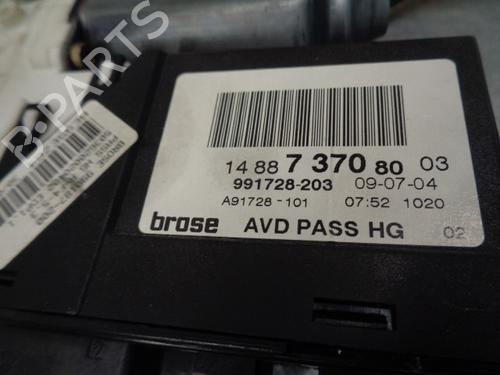 14 88 7 370 80 03
991728-203 09-07-04
A91728-101 07:52 1020
brose AVD PASS HG 02
B-Parts
BROSE